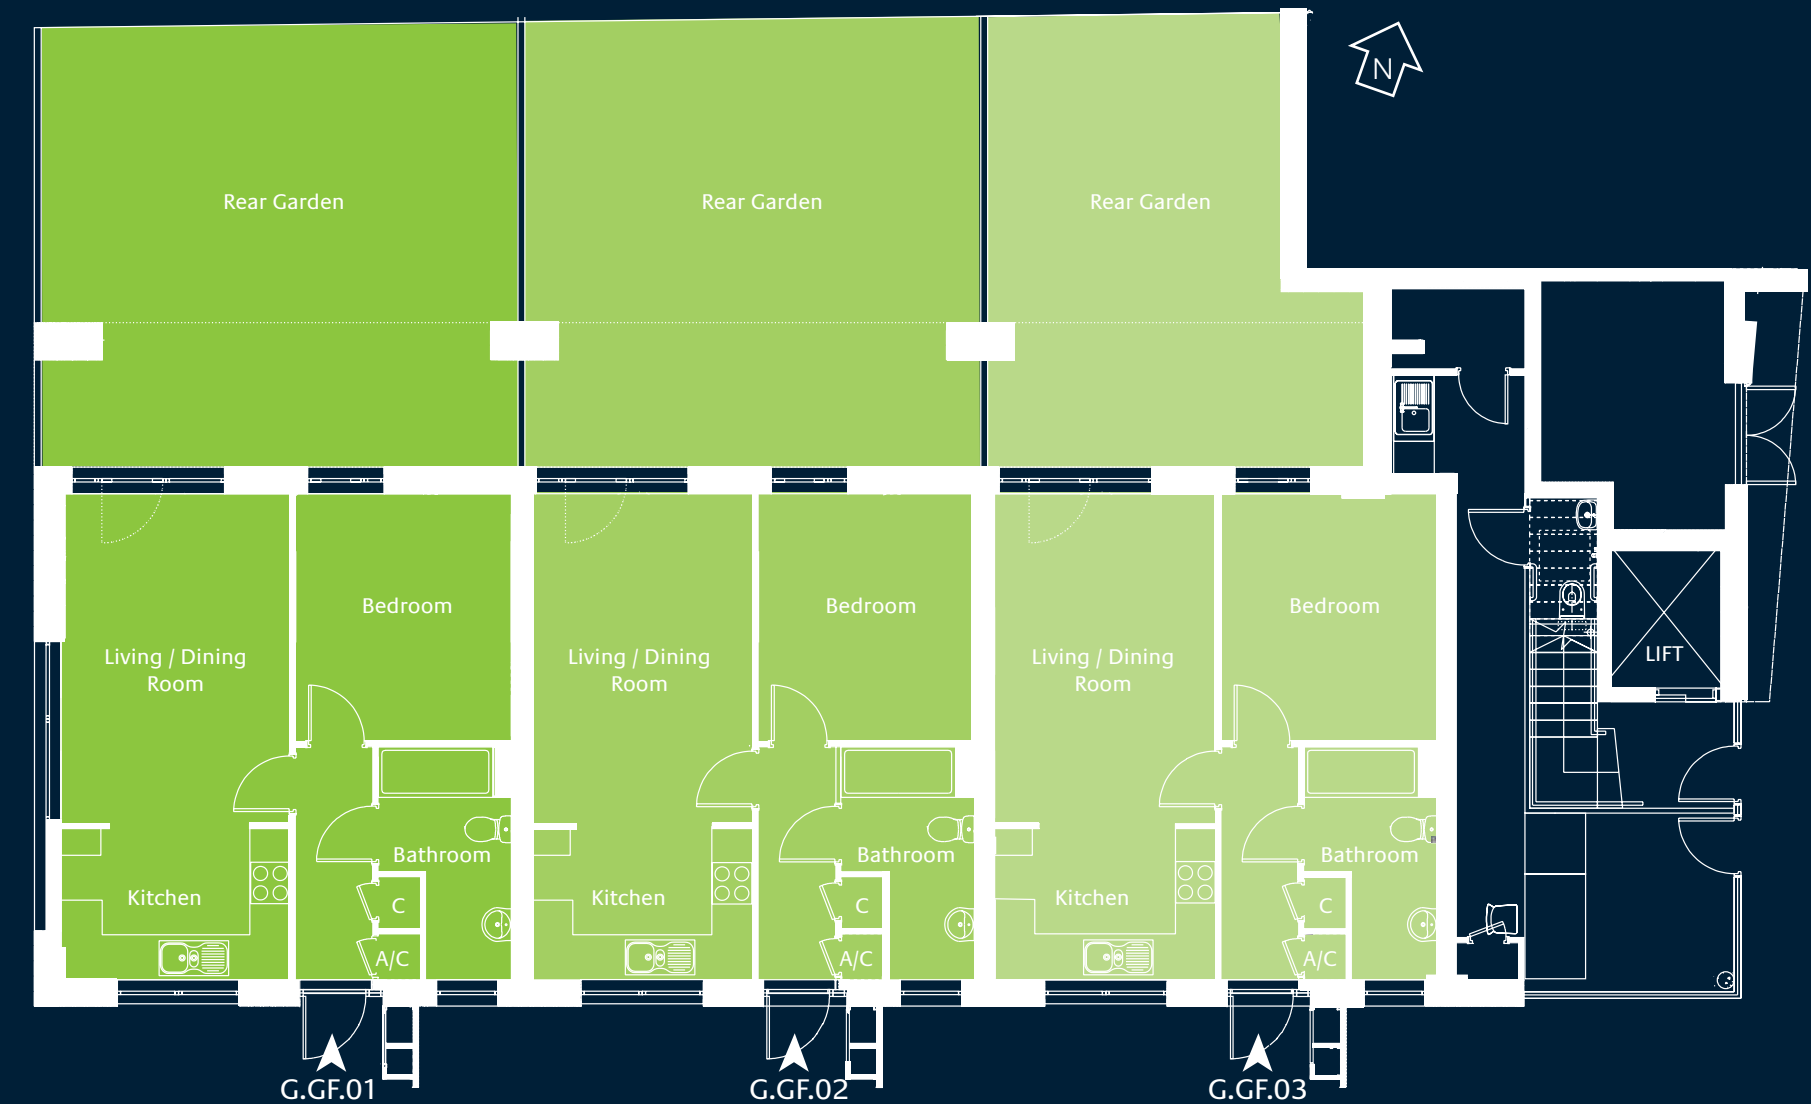 N
Rear Garden
Rear Garden
Rear Garden
Bedroom
Bedroom
Bedroom
Living / Dining
Room
Living / Dining
Room
Living / Dining
Room
LIFT
Bathroom
Bathroom
Bathroom
Kitchen
Kitchen
Kitchen
C
C
C
A/C
A/C
A/C
G.GF.01
G.GF.02
G.GF.03